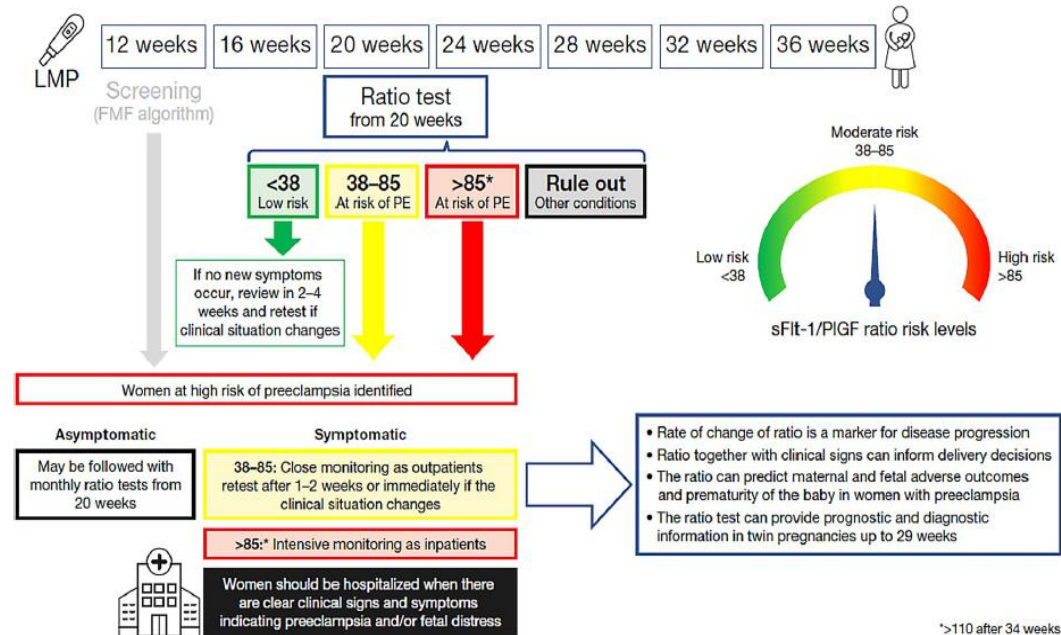 LMP
12 weeks
16 weeks
20 weeks
24 weeks
28 weeks
32 weeks
36 weeks
Screening
(FMF algorithm)
Ratio test
from 20 weeks
<38
Low risk
38–85
At risk of PE
>85*
At risk of PE
Rule out
Other conditions
If no new symptoms
occur, review in 2–4
weeks and retest if
clinical situation changes
Moderate risk
38–85
Low risk
<38
High risk
>85
sFlt-1/PlGF ratio risk levels
Women at high risk of preeclampsia identified
Asymptomatic
May be followed with
monthly ratio tests from
20 weeks
Symptomatic
38–85: Close monitoring as outpatients
retest after 1–2 weeks or immediately if the
clinical situation changes
>85:* Intensive monitoring as inpatients
Women should be hospitalized when there
are clear clinical signs and symptoms
indicating preeclampsia and/or fetal distress
• Rate of change of ratio is a marker for disease progression
• Ratio together with clinical signs can inform delivery decisions
• The ratio can predict maternal and fetal adverse outcomes
and prematurity of the baby in women with preeclampsia
• The ratio test can provide prognostic and diagnostic
information in twin pregnancies up to 29 weeks
*>110 after 34 weeks